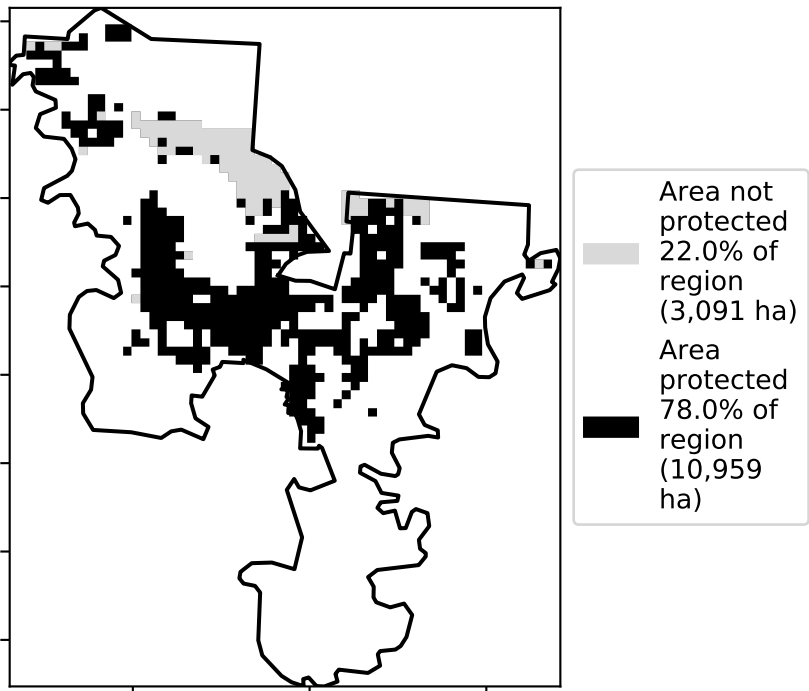 Area not
protected
22.0% of
region
(3,091 ha)
Area
protected
78.0% of
region
(10,959
ha)